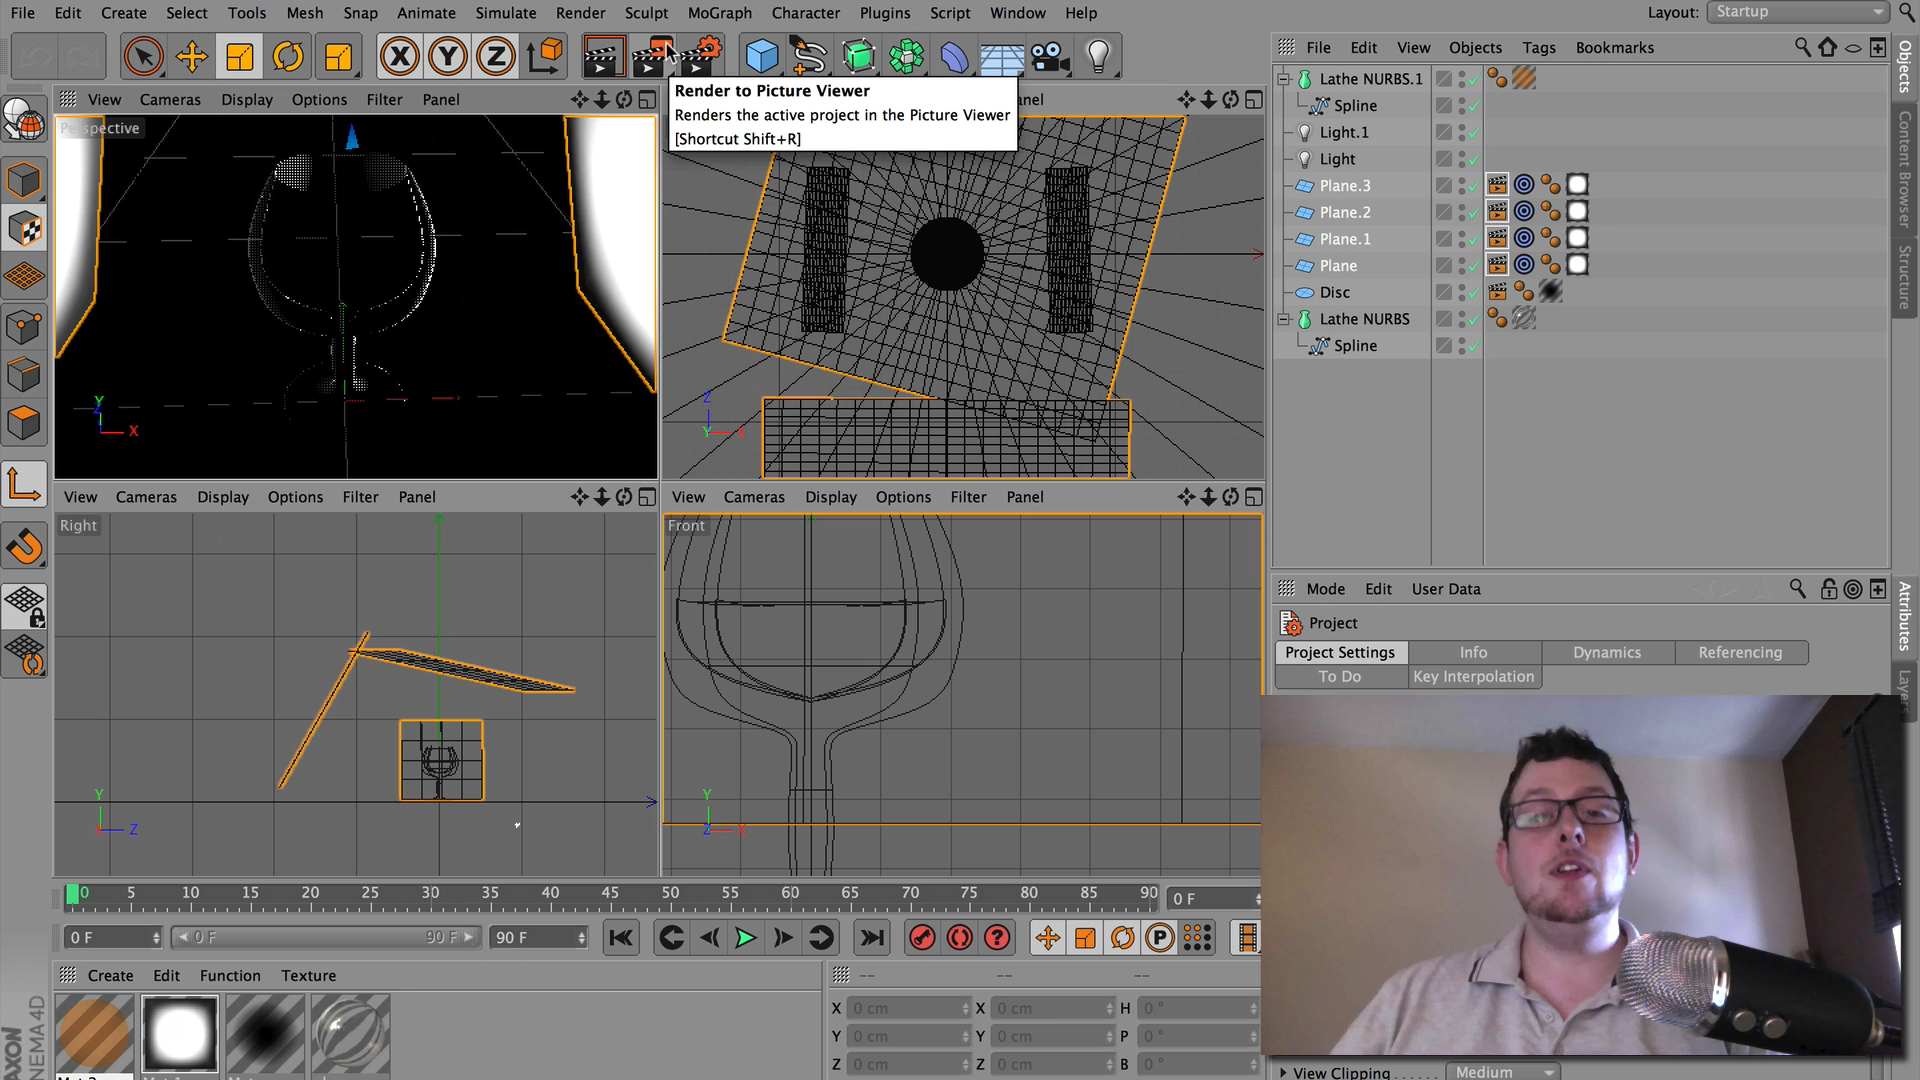 File Edit Create Select Tools Mesh Snap Animate Simulate Render Sculpt MoGraph Character Plugins Script Window Help
Layout: Startup
X Y Z
File Edit View Objects Tags Bookmarks
Render to Picture Viewer
Renders the active project in the Picture Viewer
[Shortcut Shift+R]
View Cameras Display Options Filter Panel
Perspective
Y
Z
X
Z
Y X
Lathe NURBS.1
Spline
Light.1
Light
Plane.3
Plane.2
Plane.1
Plane
Disc
Lathe NURBS
Spline
Objects
Content Browser
Structure
View Cameras Display Options Filter Panel
Right
Y
Z
View Cameras Display Options Filter Panel
Front
Y
Z X
Mode Edit User Data
Project
Project Settings Info Dynamics Referencing
To Do Key Interpolation
Attributes
Layers
0 5 10 15 20 25 30 35 40 45 50 55 60 65 70 75 80 85 90
0 F
0 F 0 F 90 F 90 F
P
Create Edit Function Texture
-- -- --
X 0 cm X 0 cm H 0 °
Y 0 cm Y 0 cm P 0 °
Z 0 cm Z 0 cm B 0 °
View Clipping Medium